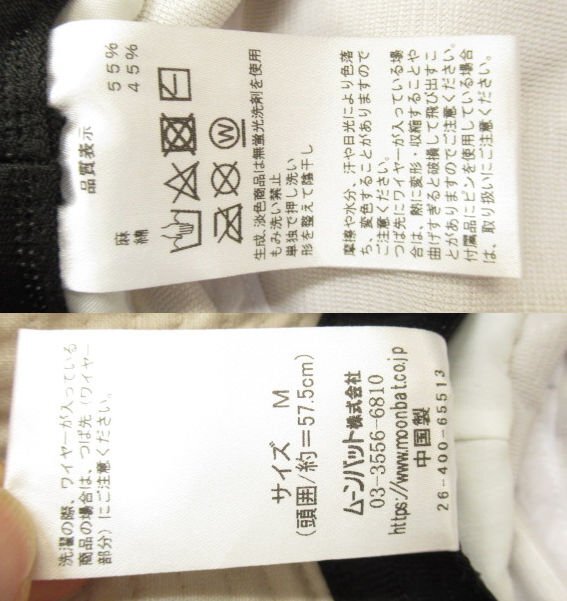 品質表示
麻 55%
綿 45%
W
生成、淡色商品は無蛍光洗剤を使用
もみ洗い禁止
単独で押し洗い
形を整えて陰干し
摩擦や水分、汗や日光により色落
ち、変色することがありますので
ご注意ください。
つば先にワイヤーが入っている場
合は、熱に変形・収縮することや
曲げすぎると破損して飛び出すこ
とがありますのでご注意ください。
付属品にピンを使用している場合
は、取り扱いにご注意ください。
洗濯の際、ワイヤーが入っている
商品の場合は、つば先(ワイヤー
部分)にご注意ください。
サイズ M
(頭囲/約=57.5cm)
ムーンバット株式会社
03-3556-6810
https://www.moonbat.co.jp
中国製
26-400-65513